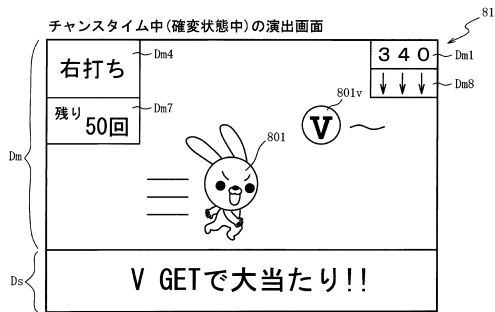 チャンスタイム中(確変状態中)の演出画面
81
右打ち
Dm4
340
Dm1
↓↓↓
Dm8
残り
50回
Dm7
801v
V
801
Dm
Ds
V GETで大当たり!!